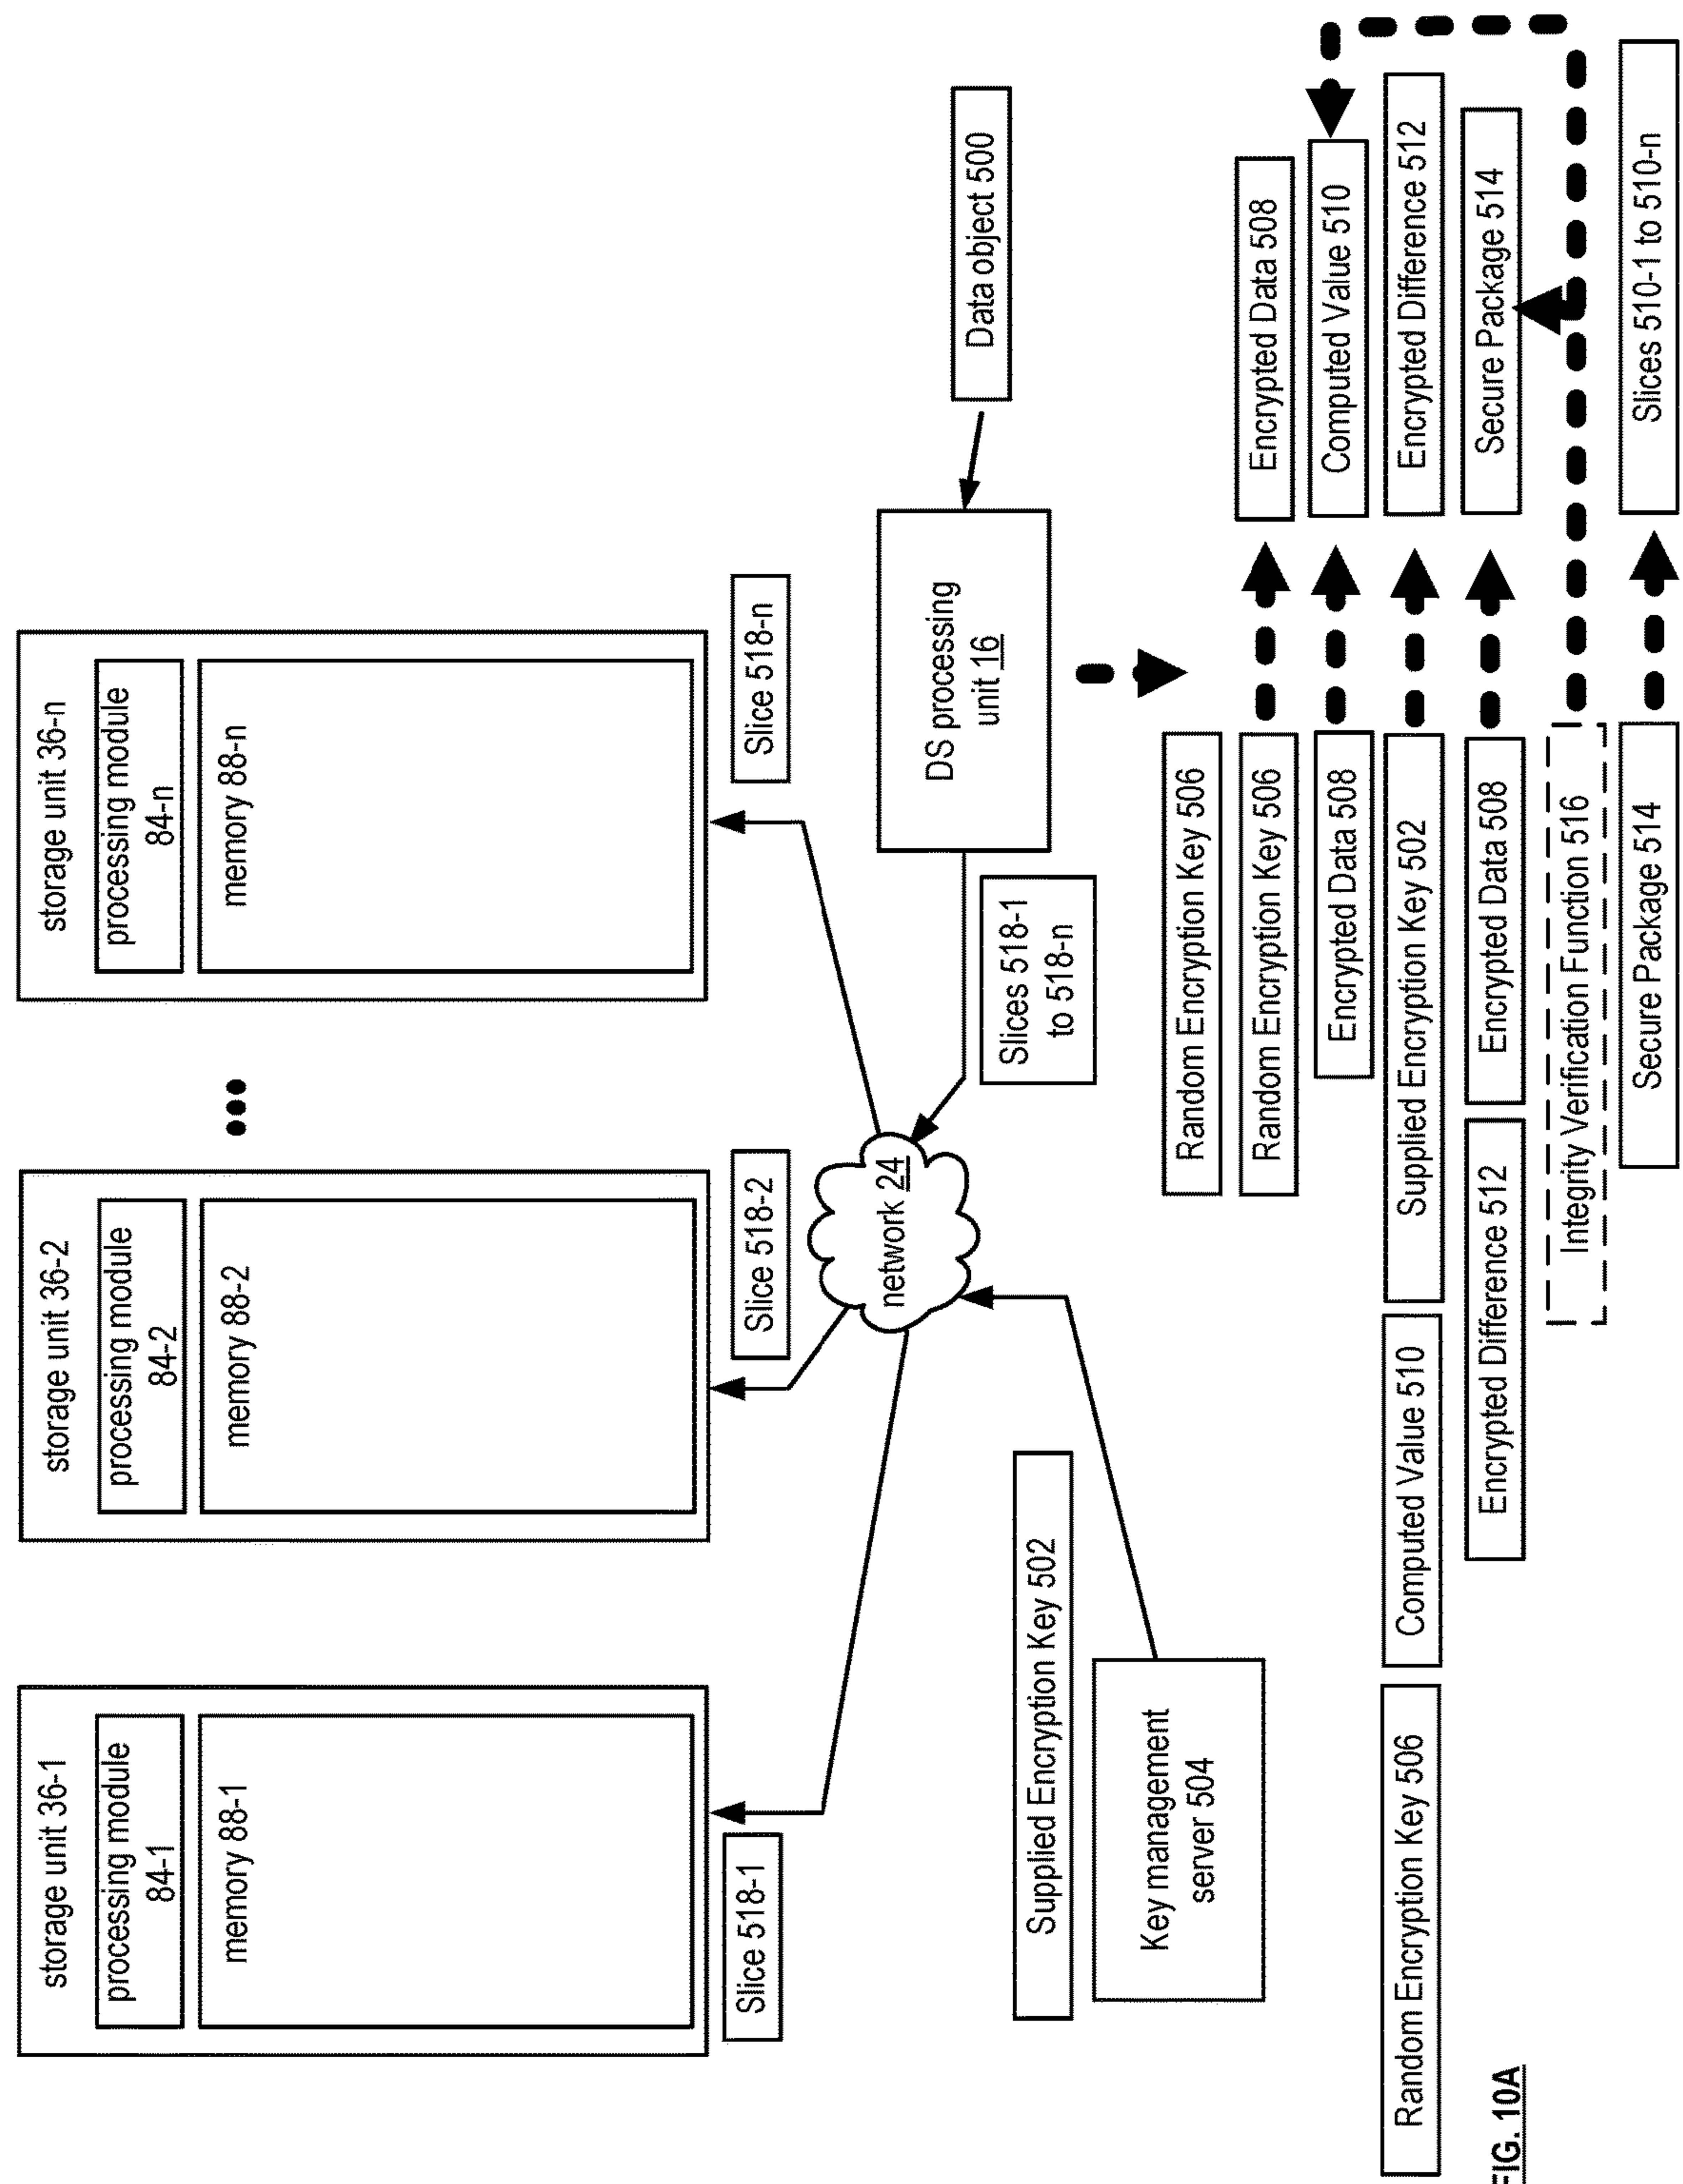 storage unit 36-1
processing module
84-1
memory 88-1
storage unit 36-2
processing module
84-2
memory 88-2
storage unit 36-n
processing module
84-n
memory 88-n
Slice 518-1
Slice 518-2
Slice 518-n
network 24
Slices 518-1
to 518-n
DS processing
unit 16
Data object 500
Supplied Encryption Key 502
Key management
server 504
Random Encryption Key 506
Random Encryption Key 506
Encrypted Data 508
Encrypted Data 508
Computed Value 510
Random Encryption Key 506
Computed Value 510
Supplied Encryption Key 502
Encrypted Difference 512
Encrypted Difference 512
Encrypted Data 508
Secure Package 514
Integrity Verification Function 516
Secure Package 514
Slices 510-1 to 510-n
FIG. 10A